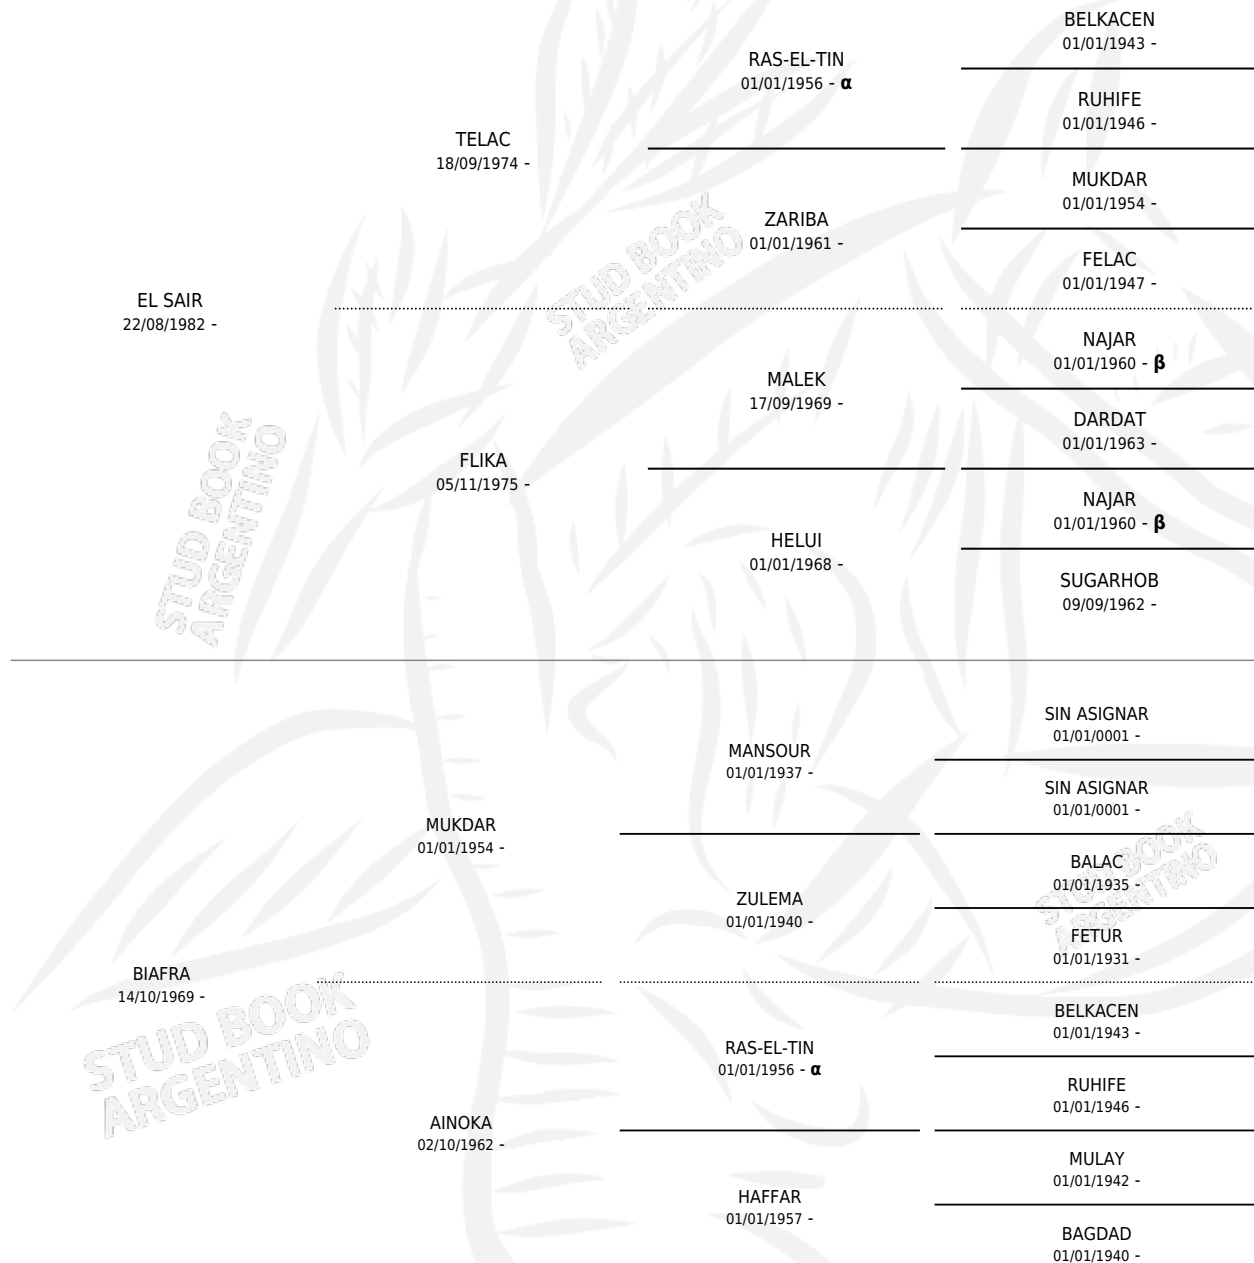 EL SAIR
22/08/1982 -
TELAC
18/09/1974 -
RAS-EL-TIN
01/01/1956 - α
BELKACEN
01/01/1943 -
RUHIFE
01/01/1946 -
ZARIBA
01/01/1961 -
MUKDAR
01/01/1954 -
FELAC
01/01/1947 -
FLIKA
05/11/1975 -
MALEK
17/09/1969 -
NAJAR
01/01/1960 - β
DARDAT
01/01/1963 -
HELUI
01/01/1968 -
NAJAR
01/01/1960 - β
SUGARHOB
09/09/1962 -
BIAFRA
14/10/1969 -
MUKDAR
01/01/1954 -
MANSOUR
01/01/1937 -
SIN ASIGNAR
01/01/0001 -
SIN ASIGNAR
01/01/0001 -
ZULEMA
01/01/1940 -
BALAC
01/01/1935 -
FETUR
01/01/1931 -
AINOKA
02/10/1962 -
RAS-EL-TIN
01/01/1956 - α
BELKACEN
01/01/1943 -
RUHIFE
01/01/1946 -
HAFFAR
01/01/1957 -
MULAY
01/01/1942 -
BAGDAD
01/01/1940 -
STUD BOOK
ARGENTINO
STUD BOOK
ARGENTINO
STUD BOOK
ARGENTINO
STUD BOOK
ARGENTINO